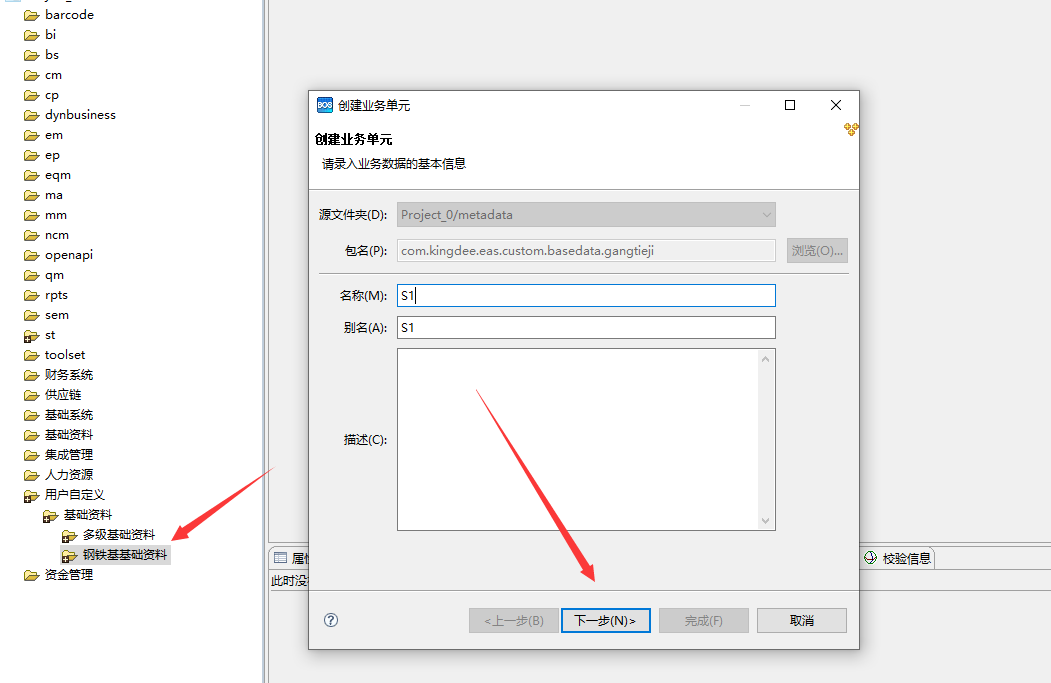 barcode
bi
bs
cm
cp
dynbusiness
em
ep
eqm
ma
mm
ncm
openapi
qm
rpts
sem
st
toolset
财务系统
供应链
基础系统
基础资料
集成管理
人力资源
用户自定义
基础资料
多级基础资料
钢铁基基础资料
资金管理
BOS 创建业务单元
创建业务单元
请录入业务数据的基本信息
源文件夹(D): Project_0/metadata
包名(P): com.kingdee.eas.custom.basedata.gangtieji 浏览(O)...
名称(M): S1
别名(A): S1
描述(C):
<上一步(B) 下一步(N)> 完成(F) 取消
校验信息
此时没